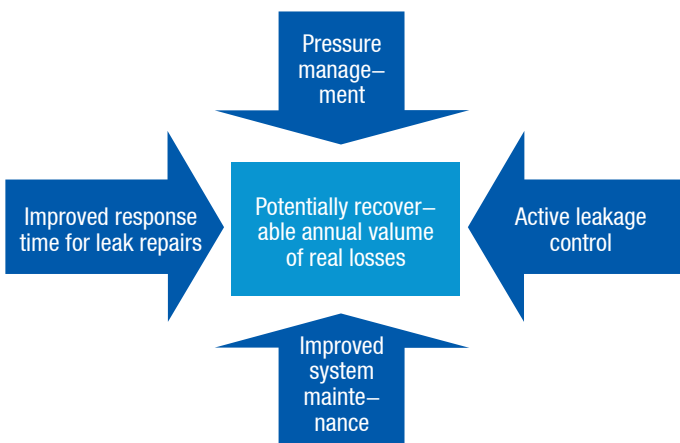 Pressure
manage–
ment
Improved response
time for leak repairs
Potentially recover–
able annual valume
of real losses
Active leakage
control
Improved
system
mainte–
nance